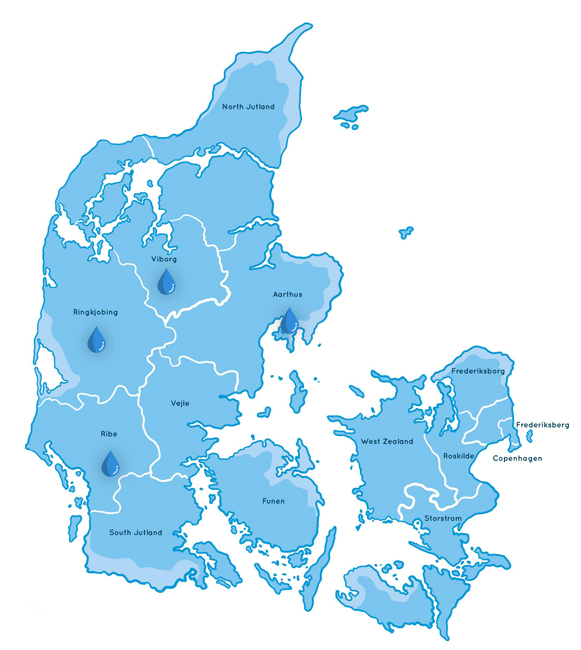 North Jutland
Viborg
Aarthus
Ringkjobing
Frederiksborg
Vejle
Frederiksberg
Ribe
West Zealand
Roskilde
Copenhagen
Funen
Storstrom
South Jutland